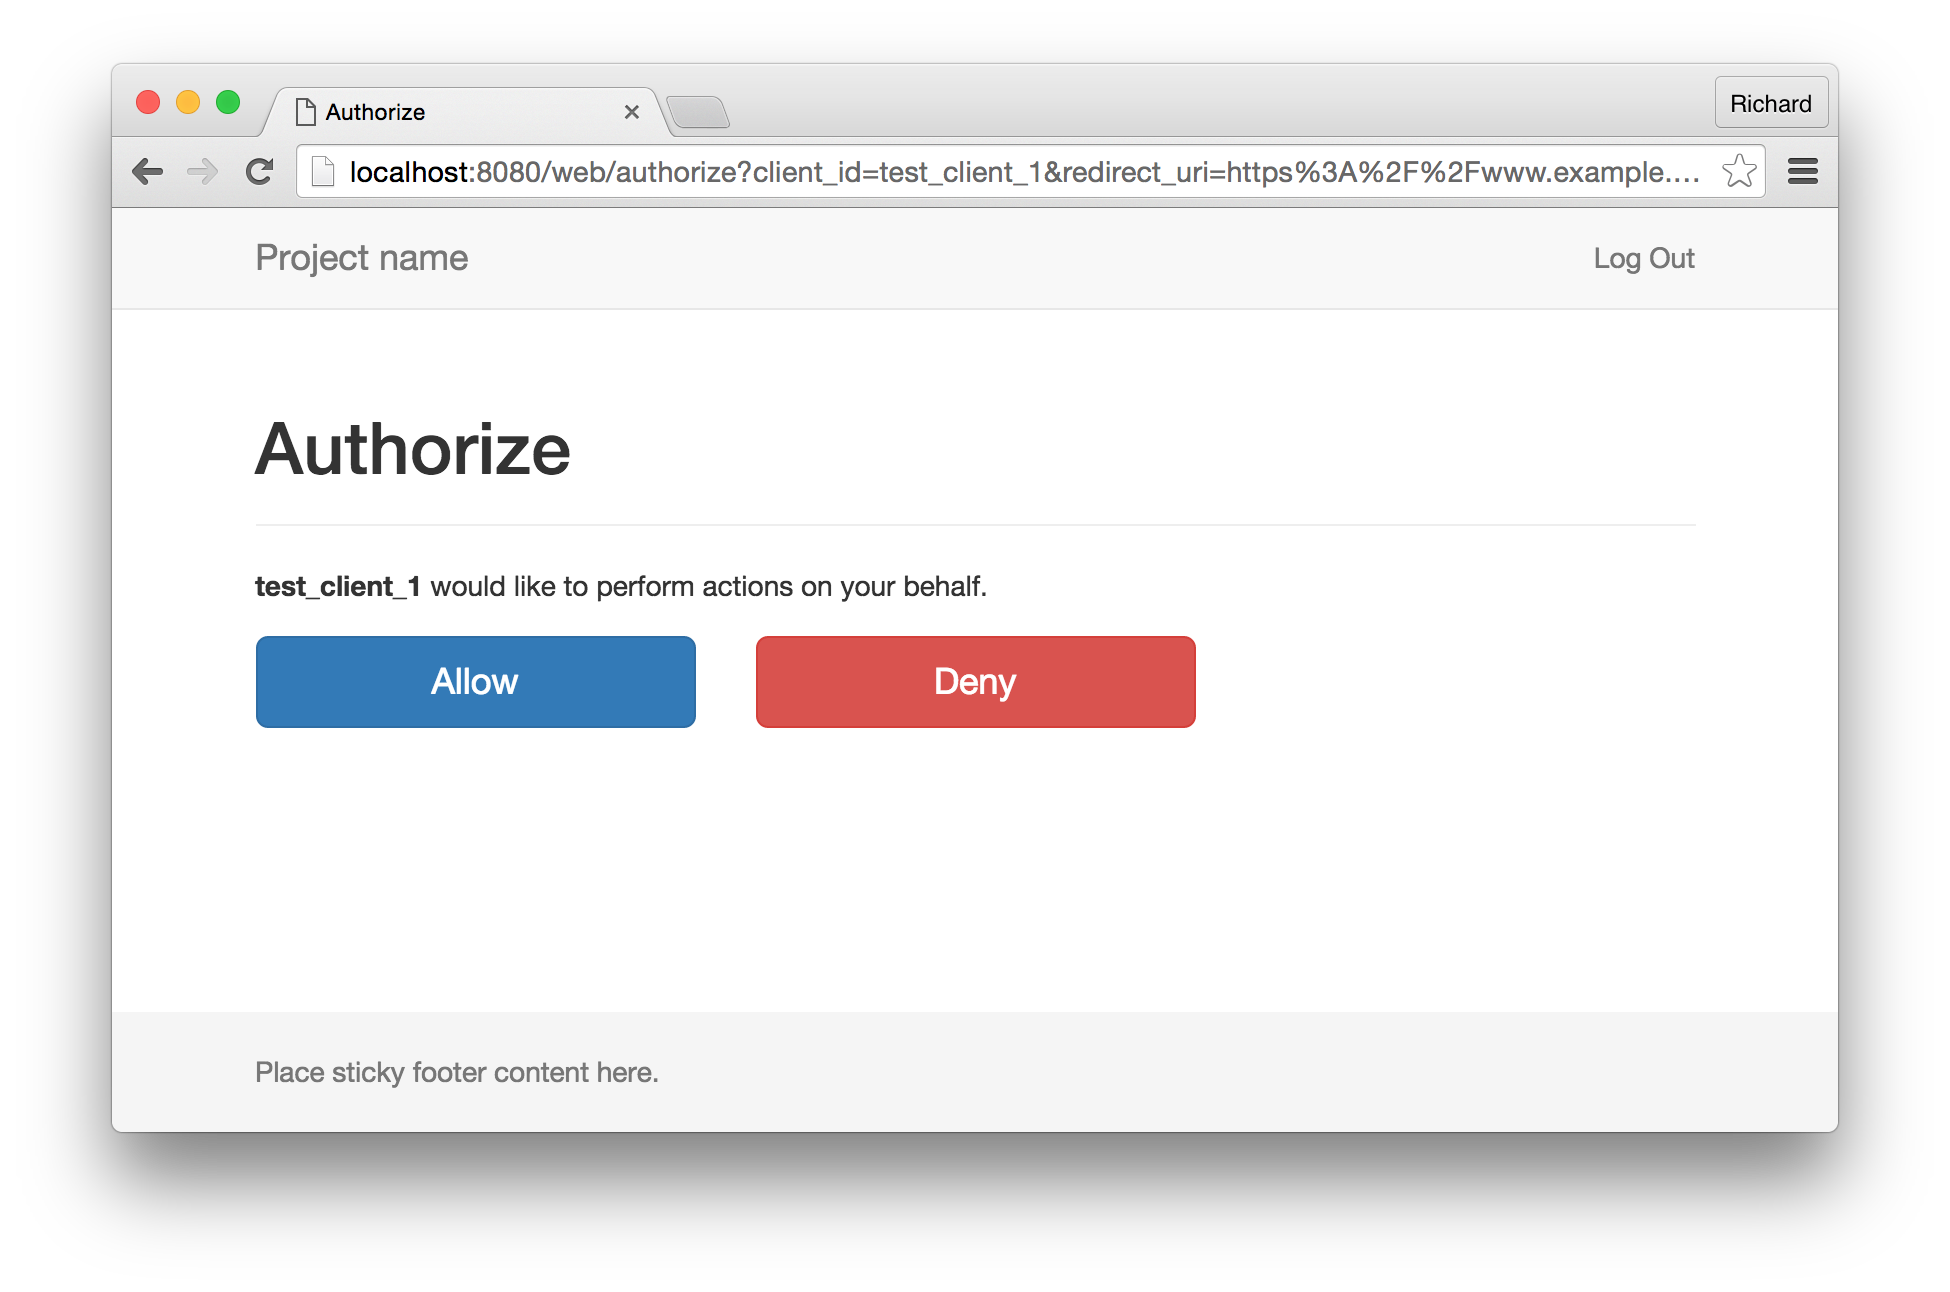 Authorize
Richard
localhost:8080/web/authorize?client_id=test_client_1&redirect_uri=https%3A%2F%2Fwww.example.…
Project name
Log Out
Authorize
test_client_1 would like to perform actions on your behalf.
Allow
Deny
Place sticky footer content here.